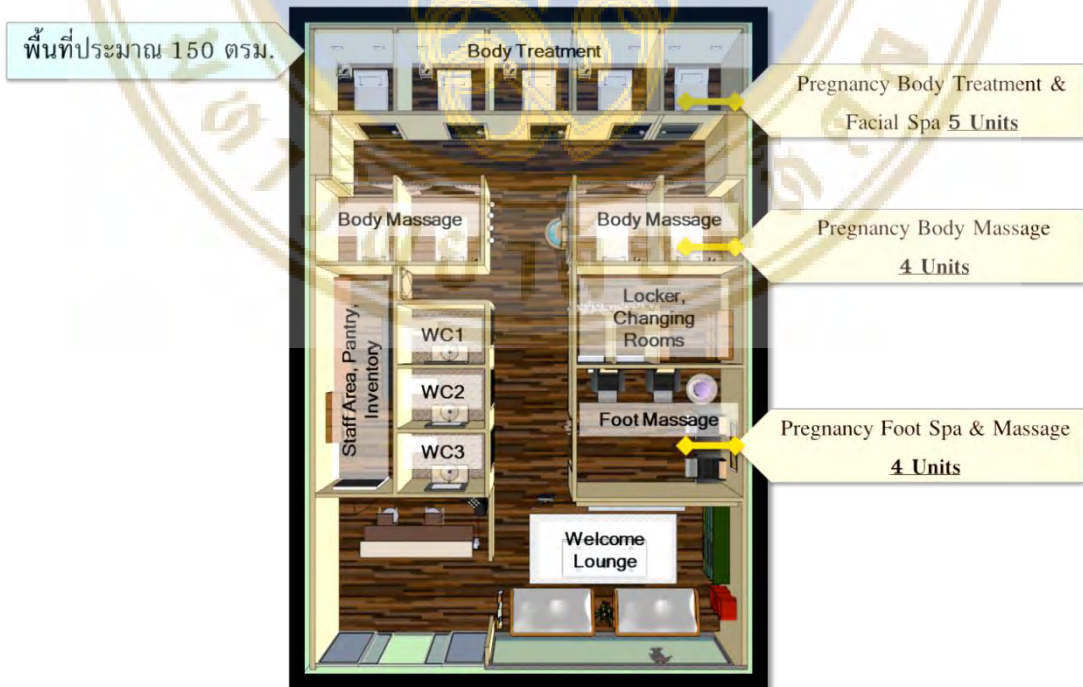 พื้นที่ประมาณ 150 ตรม.
Body Treatment
Pregnancy Body Treatment &
Facial Spa 5 Units
Body Massage
Body Massage
Pregnancy Body Massage
4 Units
Locker,
Changing
Rooms
Staff Area, Pantry,
Inventory
WC1
WC2
WC3
Foot Massage
Pregnancy Foot Spa & Massage
4 Units
Welcome
Lounge